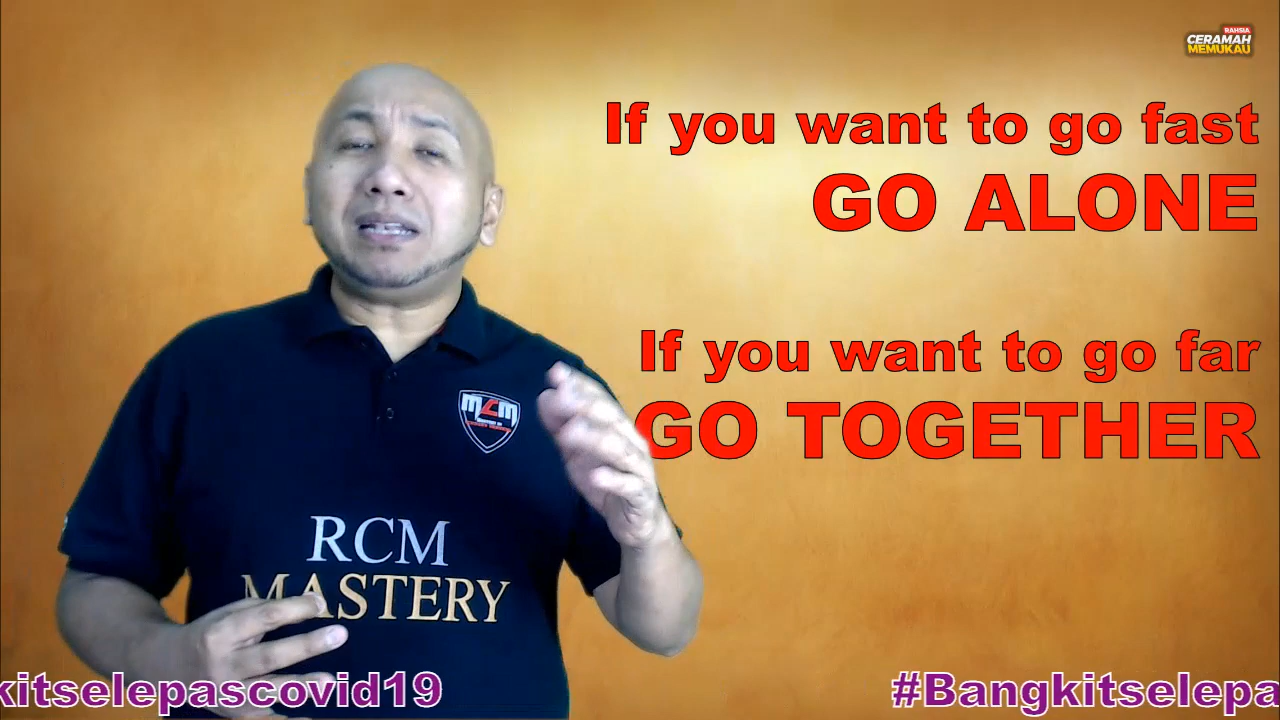 RAHSIA
CERAMAH
MEMUKAU
If you want to go fast
GO ALONE
If you want to go far
GO TOGETHER
RCM
MASTERY
kitselepascovid19
#Bangkitselepa